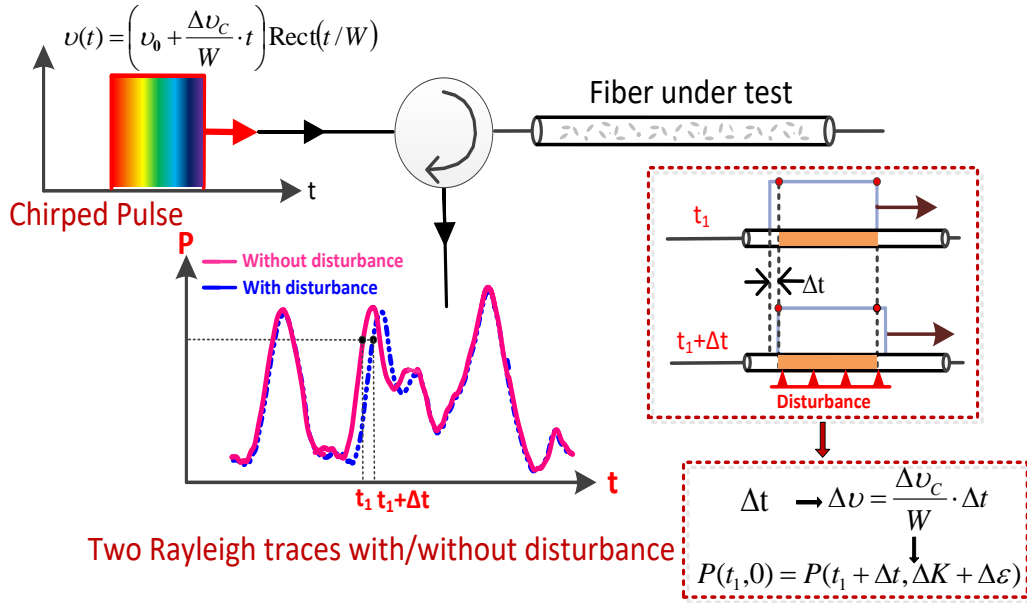 υ(t) = (υ₀ + Δυ_C/W · t) Rect(t/W)
t
Chirped Pulse
Fiber under test
P
Without disturbance
With disturbance
t₁ t₁+Δt
t
Two Rayleigh traces with/without disturbance
t₁
Δt
t₁+Δt
Disturbance
Δt → Δυ = Δυ_C/W · Δt
P(t₁,0) = P(t₁ + Δt, ΔK + Δε)